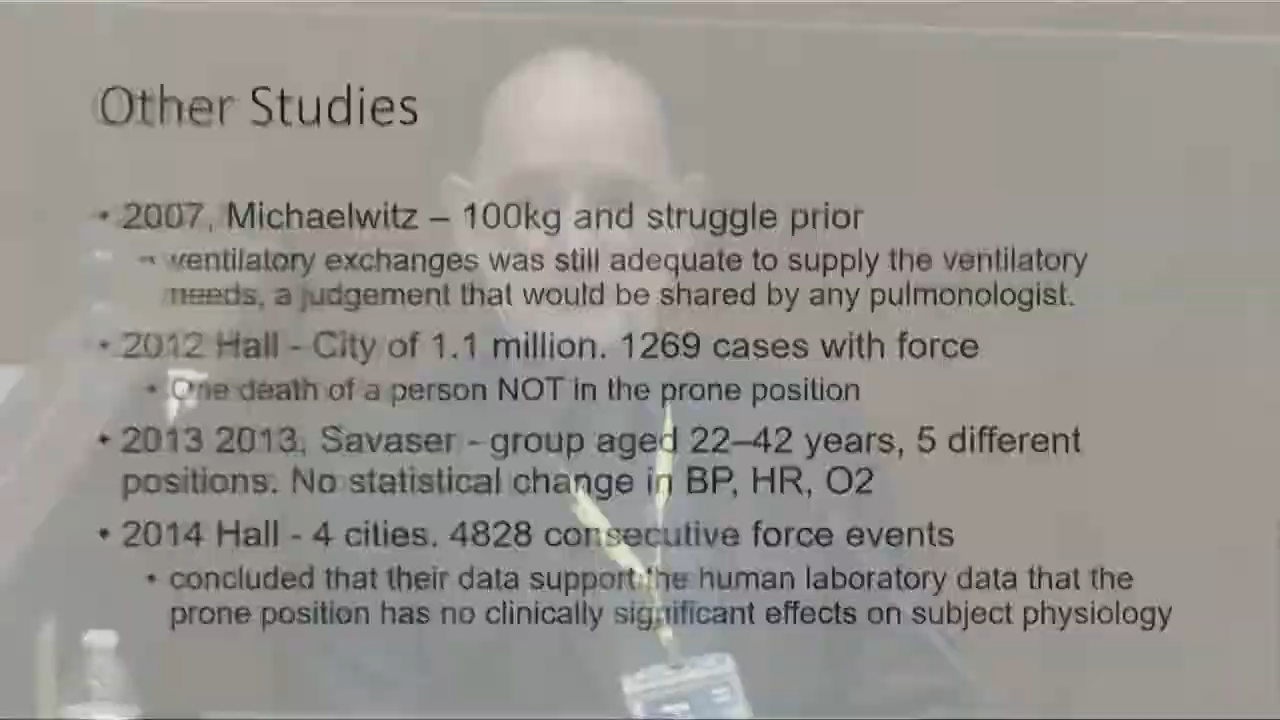 Other Studies
• 2007, Michaelwitz – 100kg and struggle prior
– ventilatory exchanges was still adequate to supply the ventilatory
needs, a judgement that would be shared by any pulmonologist.
• 2012 Hall - City of 1.1 million. 1269 cases with force
• One death of a person NOT in the prone position
• 2013 2013, Savaser - group aged 22–42 years, 5 different
positions. No statistical change in BP, HR, O2
• 2014 Hall - 4 cities. 4828 consecutive force events
• concluded that their data support the human laboratory data that the
prone position has no clinically significant effects on subject physiology